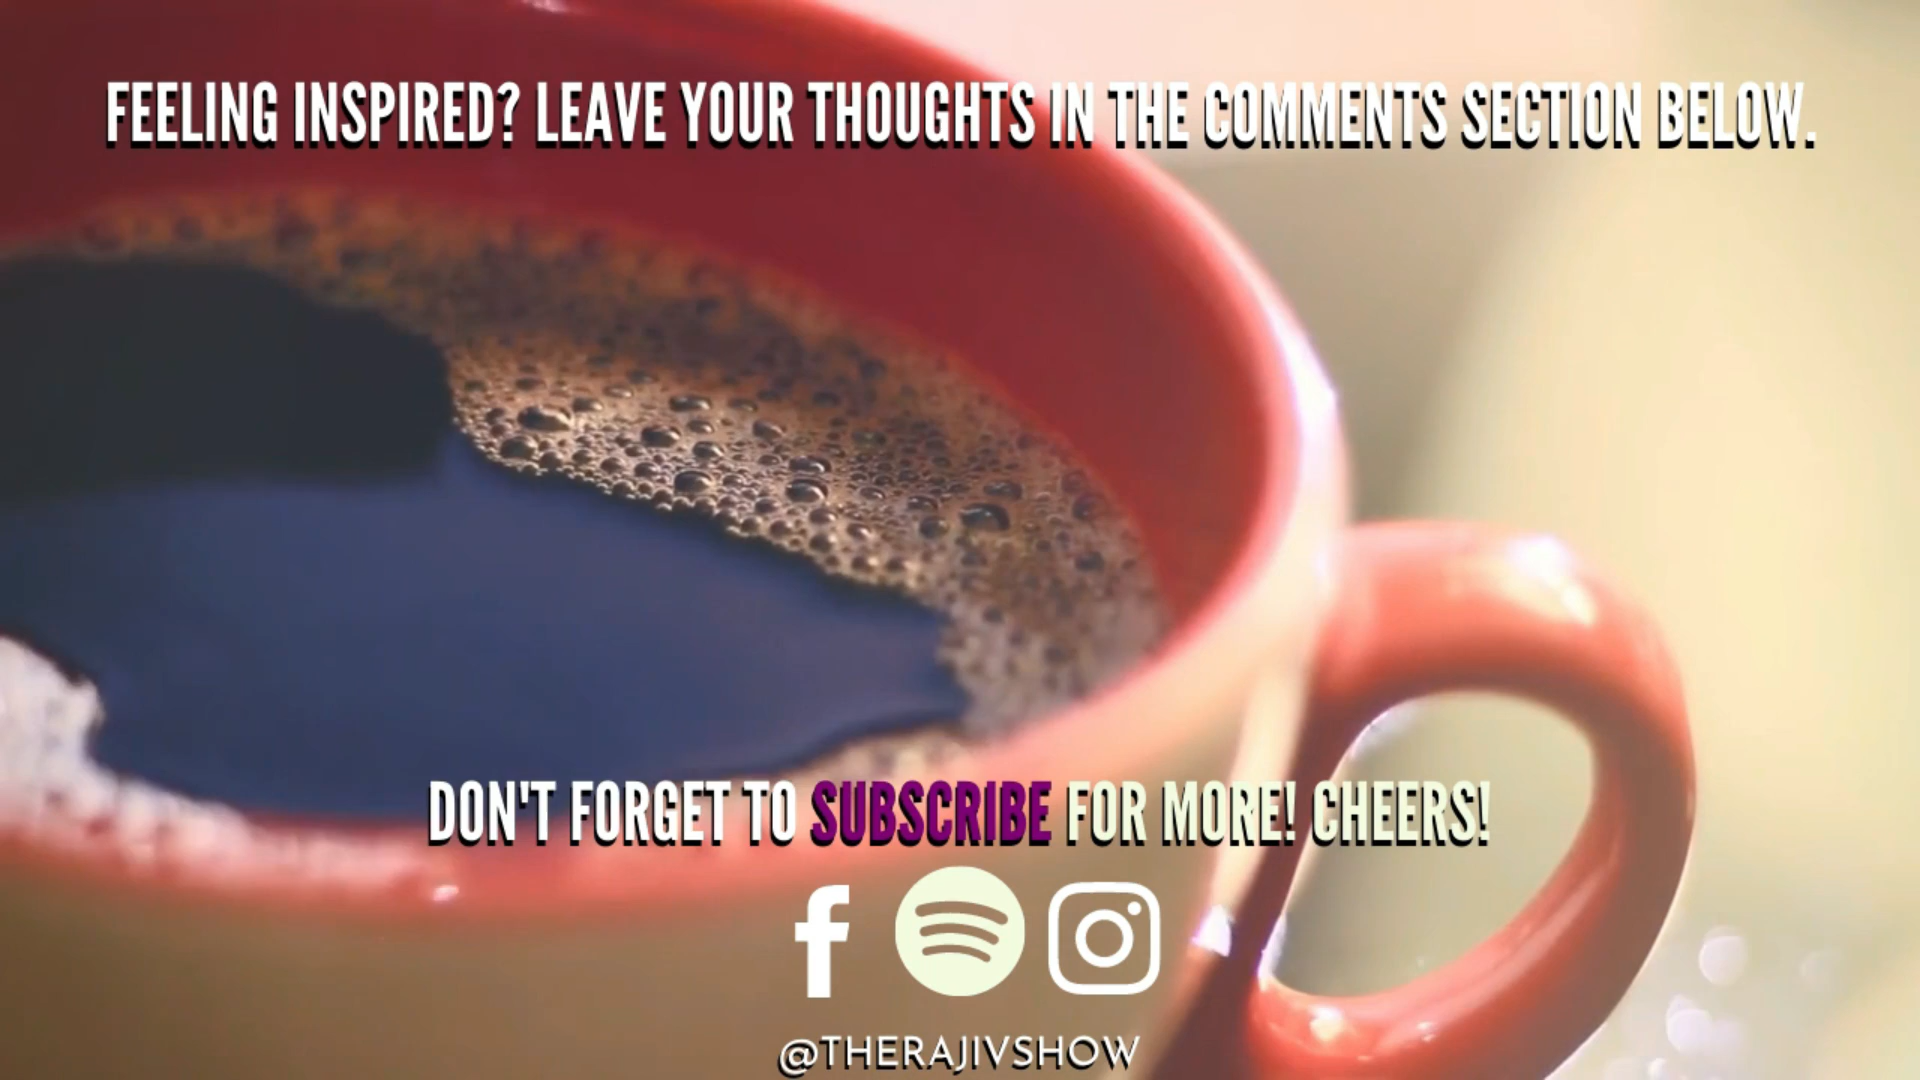 FEELING INSPIRED? LEAVE YOUR THOUGHTS IN THE COMMENTS SECTION BELOW.
DON'T FORGET TO SUBSCRIBE FOR MORE! CHEERS!
@THERAJIVSHOW